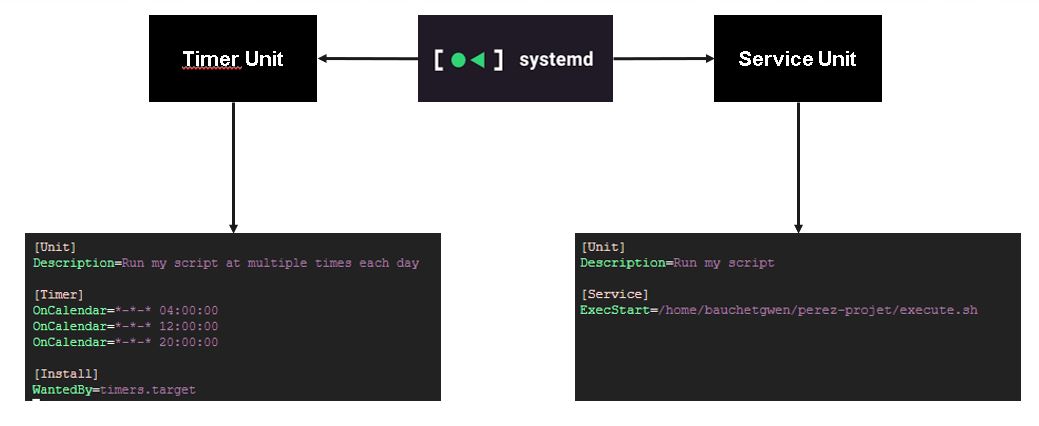 Timer Unit
[ ] systemd
Service Unit
[Unit]
Description=Run my script at multiple times each day
[Timer]
OnCalendar=*-*-* 04:00:00
OnCalendar=*-*-* 12:00:00
OnCalendar=*-*-* 20:00:00
[Install]
WantedBy=timers.target
[Unit]
Description=Run my script
[Service]
ExecStart=/home/bauchetgwen/perez-projet/execute.sh